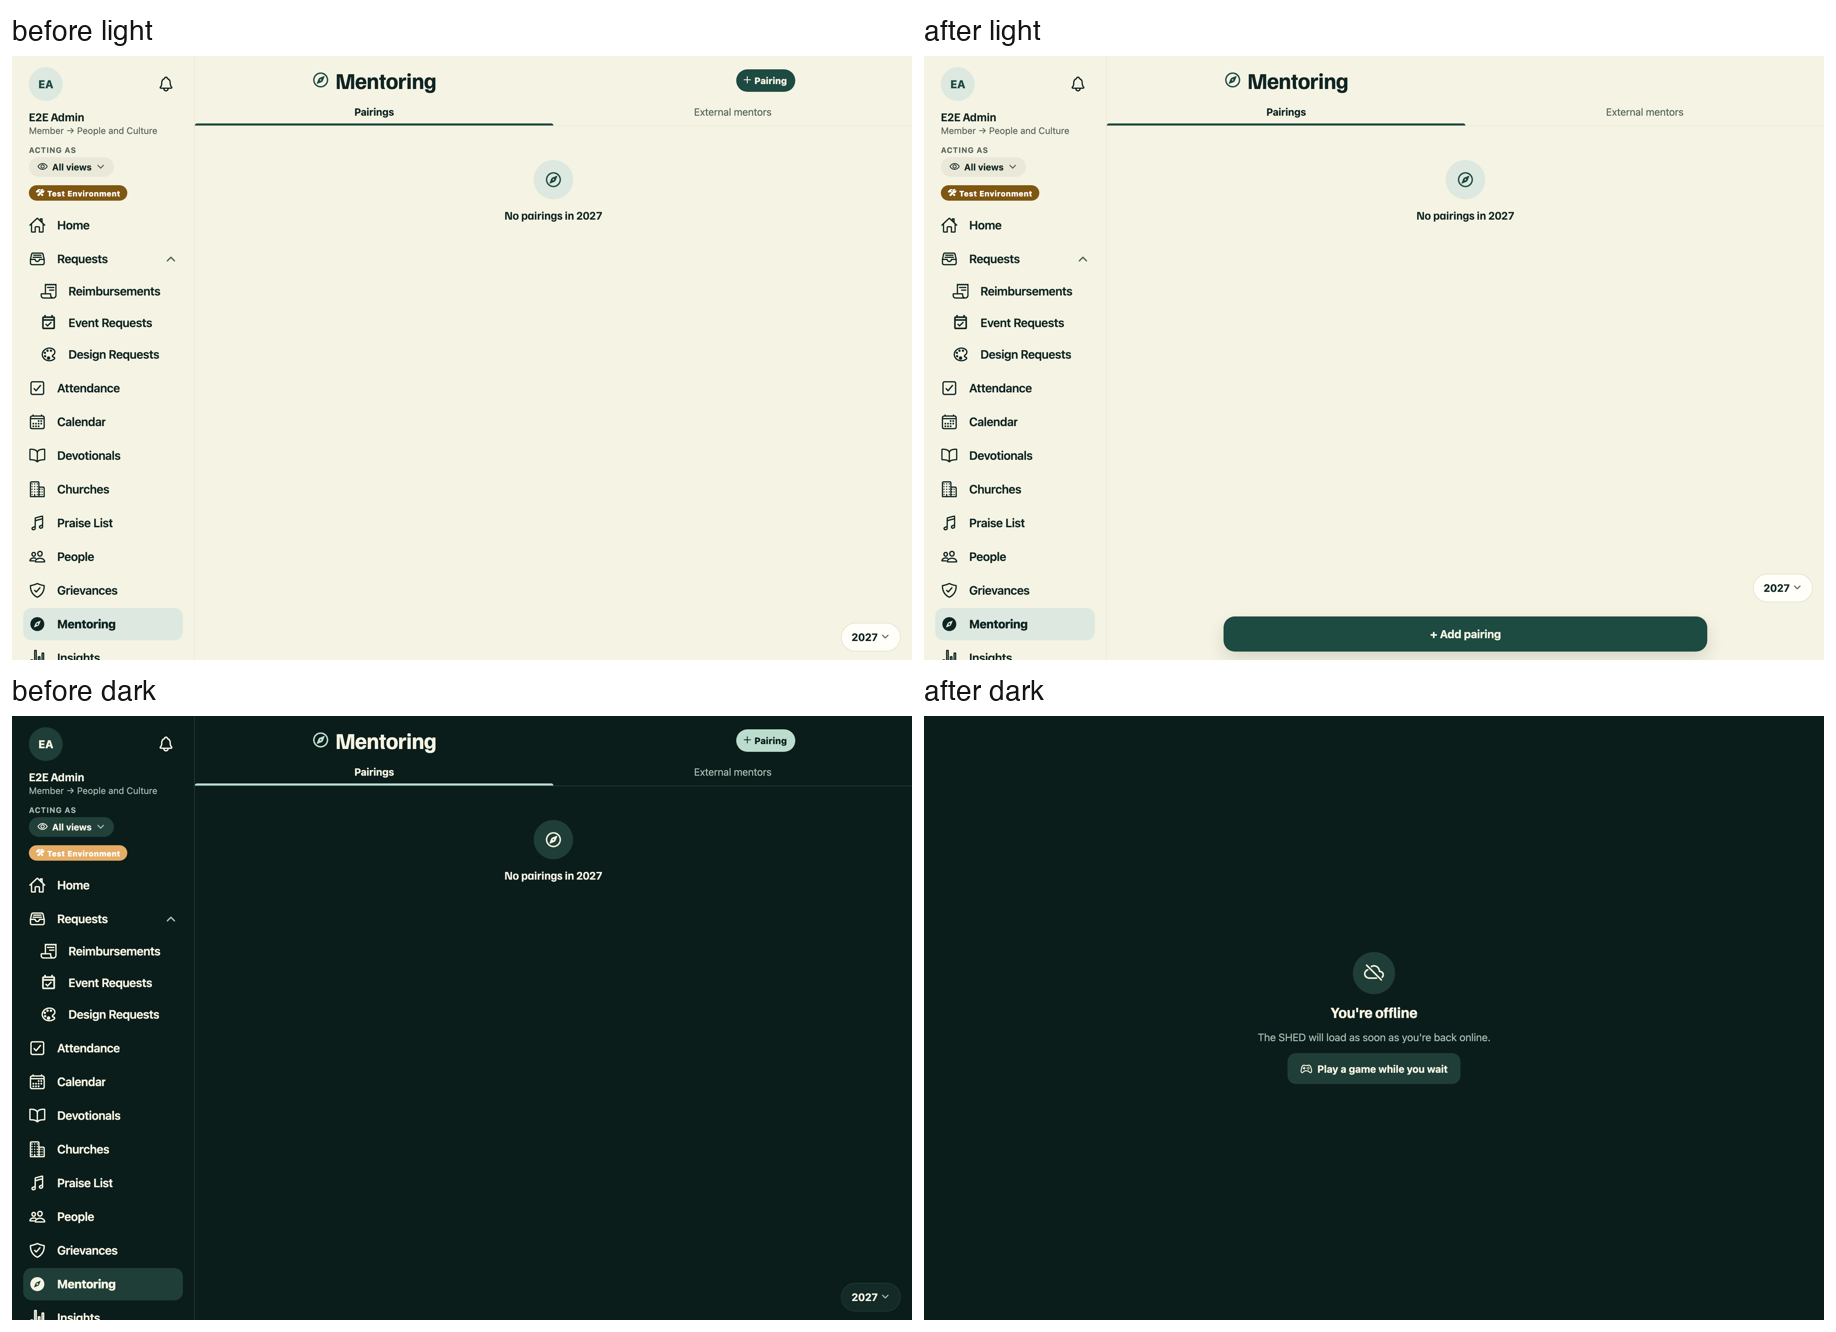 before light
EA
E2E Admin
Member → People and Culture
ACTING AS
All views
Test Environment
Home
Requests
Reimbursements
Event Requests
Design Requests
Attendance
Calendar
Devotionals
Churches
Praise List
People
Grievances
Mentoring
Insights
Mentoring
+ Pairing
Pairings
External mentors
No pairings in 2027
2027
after light
EA
E2E Admin
Member → People and Culture
ACTING AS
All views
Test Environment
Home
Requests
Reimbursements
Event Requests
Design Requests
Attendance
Calendar
Devotionals
Churches
Praise List
People
Grievances
Mentoring
Insights
Mentoring
Pairings
External mentors
No pairings in 2027
2027
+ Add pairing
before dark
EA
E2E Admin
Member → People and Culture
ACTING AS
All views
Test Environment
Home
Requests
Reimbursements
Event Requests
Design Requests
Attendance
Calendar
Devotionals
Churches
Praise List
People
Grievances
Mentoring
Insights
Mentoring
+ Pairing
Pairings
External mentors
No pairings in 2027
2027
after dark
You're offline
The SHED will load as soon as you're back online.
Play a game while you wait